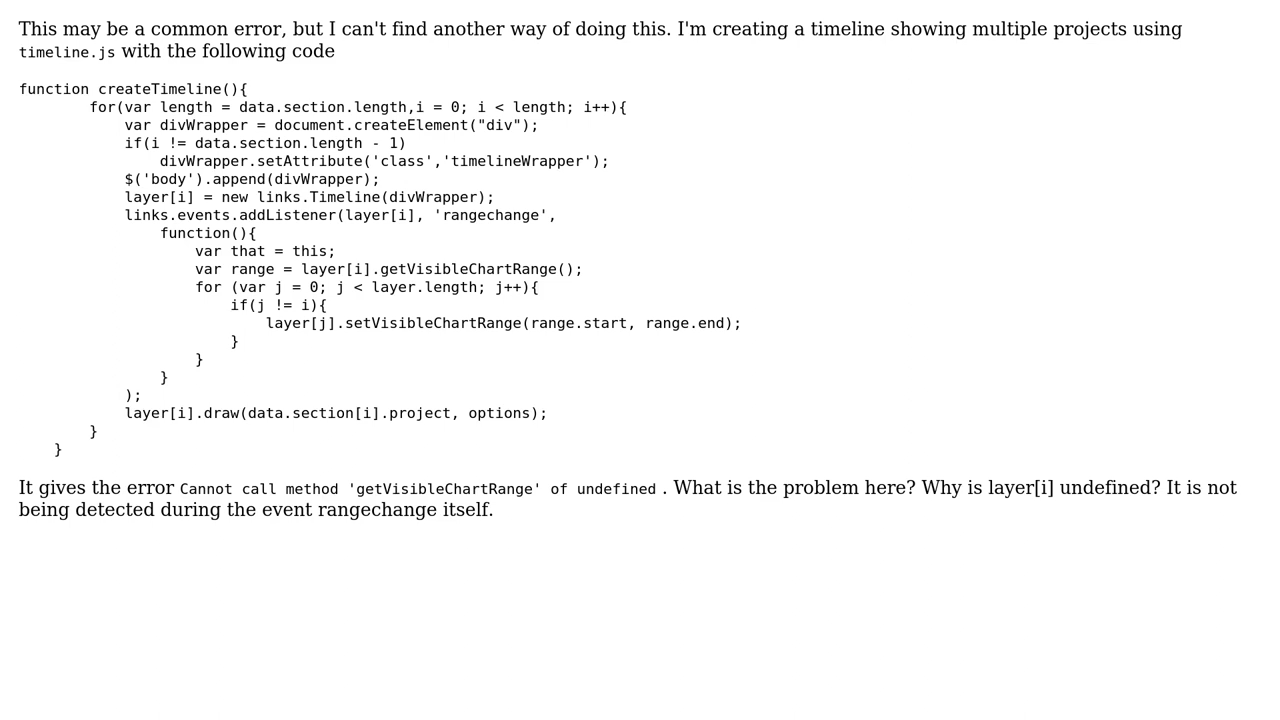 This may be a common error, but I can't find another way of doing this. I'm creating a timeline showing multiple projects using
timeline.js with the following code
function createTimeline(){
        for(var length = data.section.length,i = 0; i < length; i++){
            var divWrapper = document.createElement("div");
            if(i != data.section.length - 1)
                divWrapper.setAttribute('class','timelineWrapper');
            $('body').append(divWrapper);
            layer[i] = new links.Timeline(divWrapper);
            links.events.addListener(layer[i], 'rangechange',
                function(){
                    var that = this;
                    var range = layer[i].getVisibleChartRange();
                    for (var j = 0; j < layer.length; j++){
                        if(j != i){
                            layer[j].setVisibleChartRange(range.start, range.end);
                        }
                    }
                }
            );
            layer[i].draw(data.section[i].project, options);
        }
    }
It gives the error Cannot call method 'getVisibleChartRange' of undefined . What is the problem here? Why is layer[i] undefined? It is not
being detected during the event rangechange itself.